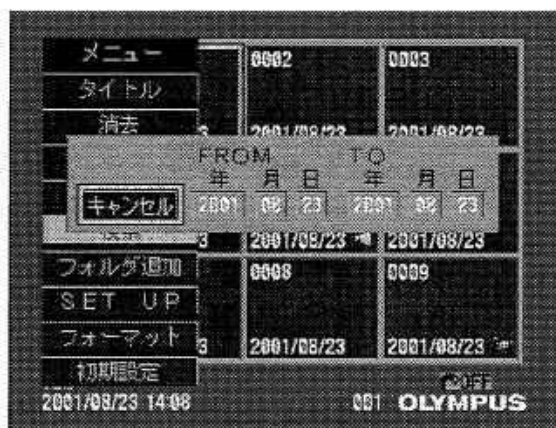 メニュー
0002
0003
タイトル
消去
3
2001/08/23
2001/08/23
FROM
TO
年 月 日
年 月 日
キャンセル
2001 08 23
2001 08 23
3
2001/08/23
2001/08/23
フォルダ追加
0008
0009
SET UP
フォーマット
3
2001/08/23
2001/08/23
初期設定
OFF
2001/08/23 14:08
001
OLYMPUS